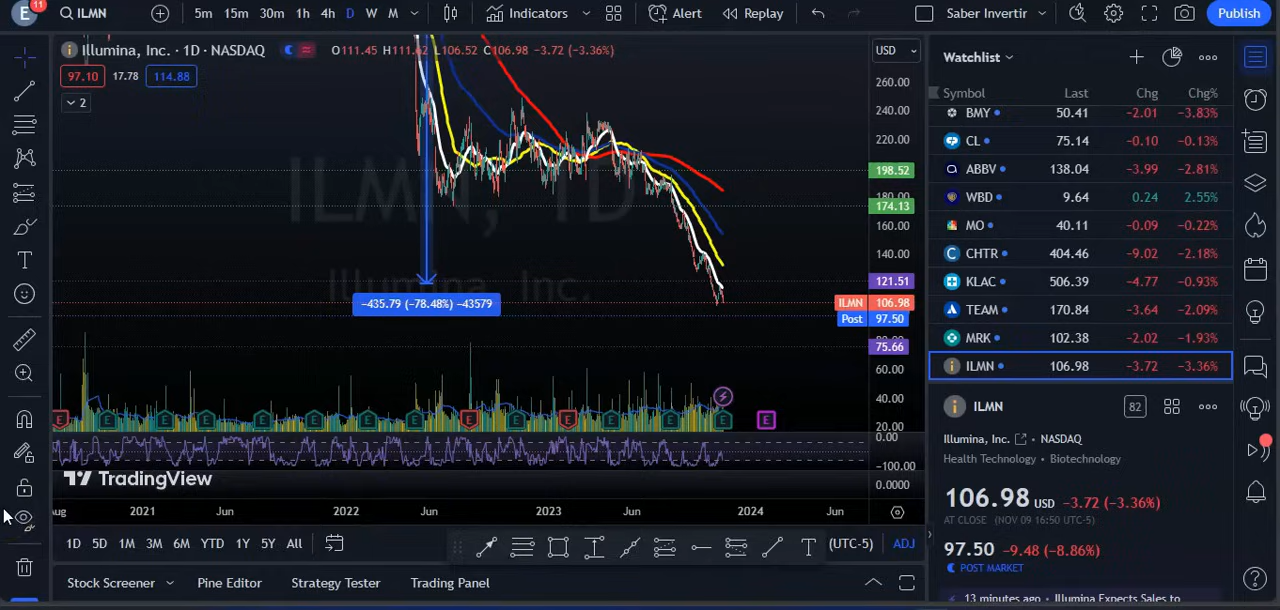 E 11 ILMN 5m 15m 30m 1h 4h D W M Indicators Alert Replay Saber Invertir Publish
Illumina, Inc. · 1D · NASDAQ O111.45 H111.62 L106.52 C106.98 −3.72 (−3.36%)
97.10 17.78 114.88
2
USD
260.00
240.00
220.00
198.52
180.00
174.13
160.00
140.00
121.51
ILMN 106.98
Post 97.50
80.00
75.66
60.00
40.00
20.00
0.00
−100.00
0.0000
ILMN, 1D
Illumina, Inc.
−435.79 (−78.48%) −43579
E E E E E E E E E E E E E E
TradingView
Aug 2021 Jun 2022 Jun 2023 Jun 2024 Jun
1D 5D 1M 3M 6M YTD 1Y 5Y All (UTC-5) ADJ
Stock Screener Pine Editor Strategy Tester Trading Panel
Watchlist
Symbol Last Chg Chg%
BMY 50.41 −2.01 −3.83%
CL 75.14 −0.10 −0.13%
ABBV 138.04 −3.99 −2.81%
WBD 9.64 0.24 2.55%
MO 40.11 −0.09 −0.22%
CHTR 404.46 −9.02 −2.18%
KLAC 506.39 −4.77 −0.93%
TEAM 170.84 −3.64 −2.09%
MRK 102.38 −2.02 −1.93%
ILMN 106.98 −3.72 −3.36%
ILMN 82
Illumina, Inc. • NASDAQ
Health Technology • Biotechnology
106.98 USD −3.72 (−3.36%)
AT CLOSE (NOV 09 16:50 UTC-5)
97.50 −9.48 (−8.86%)
POST MARKET
13 minutes ago • Illumina Expects Sales to